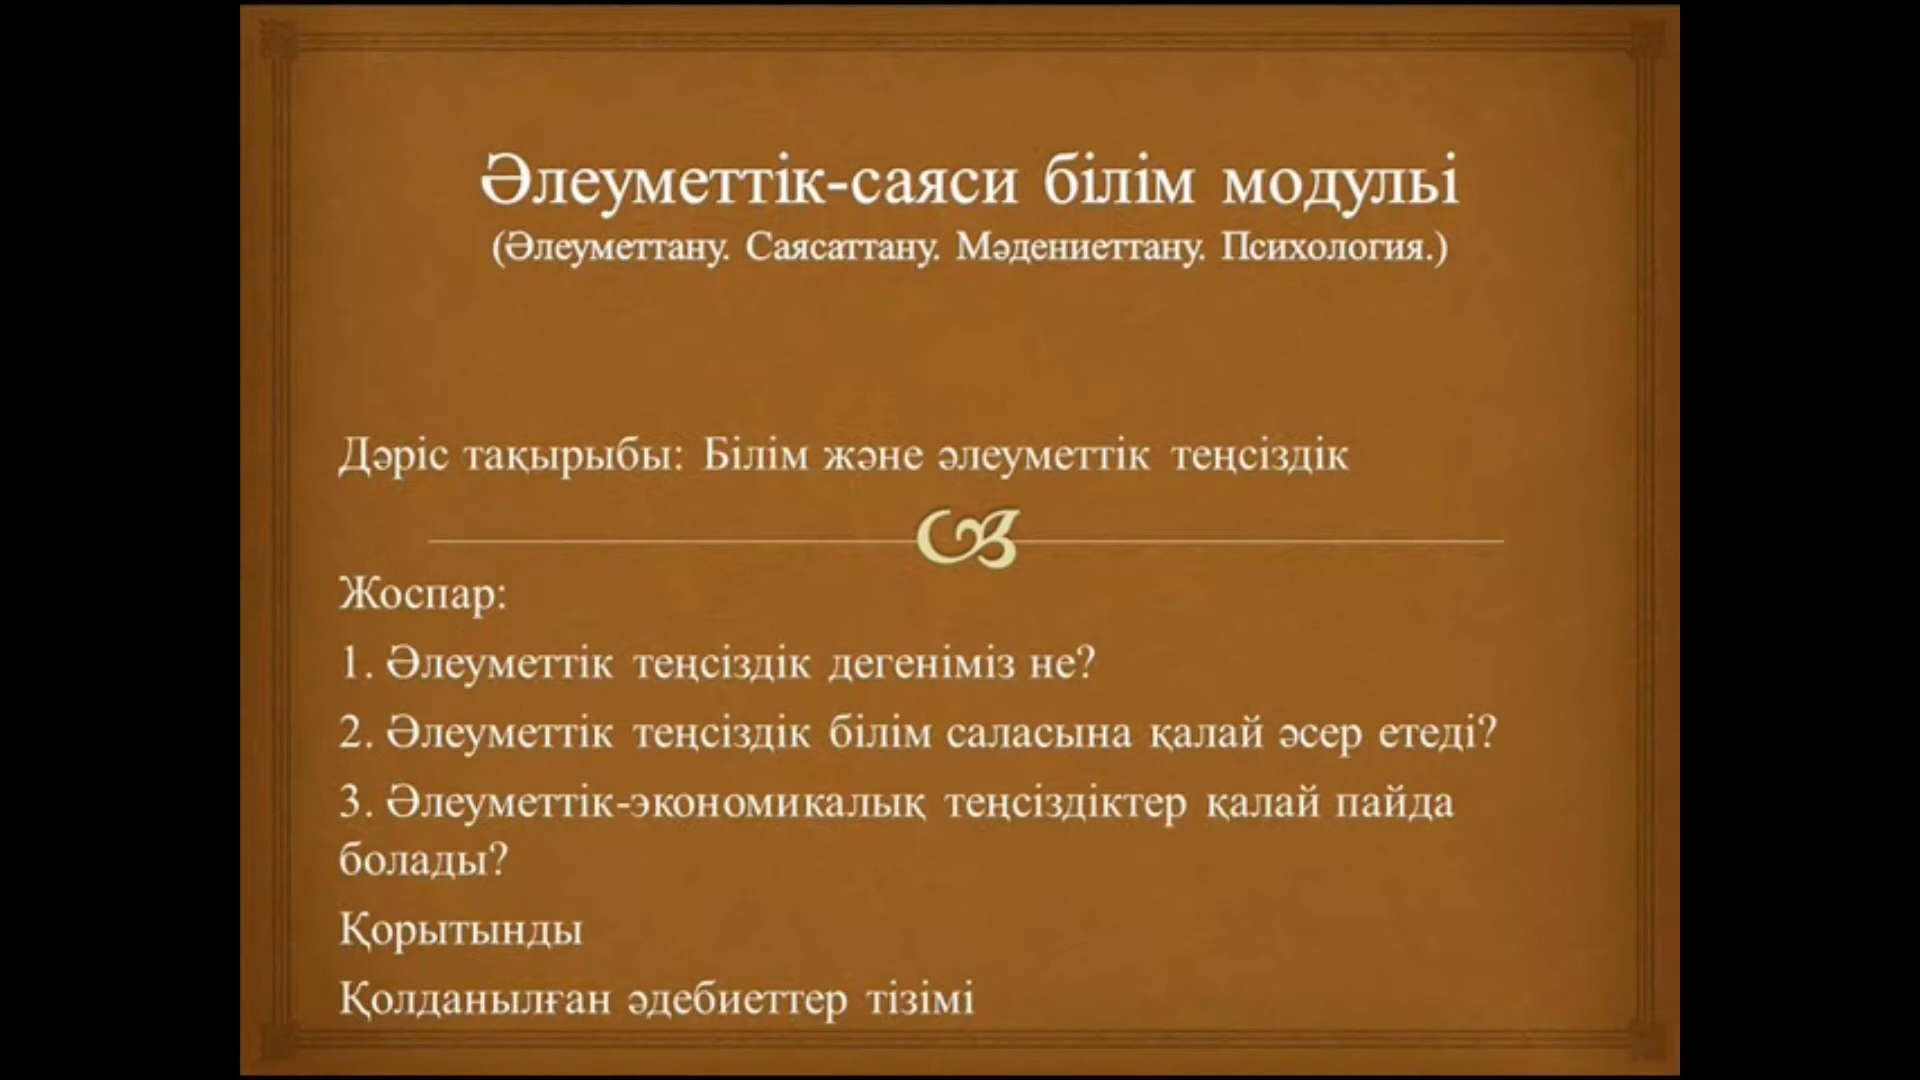 Әлеуметтік-саяси білім модульі
(Әлеуметтану. Саясаттану. Мәдениеттану. Психология.)
Дәріс тақырыбы: Білім және әлеуметтік теңсіздік
Жоспар:
1. Әлеуметтік теңсіздік дегеніміз не?
2. Әлеуметтік теңсіздік білім саласына қалай әсер етеді?
3. Әлеуметтік-экономикалық теңсіздіктер қалай пайда
болады?
Қорытынды
Қолданылған әдебиеттер тізімі